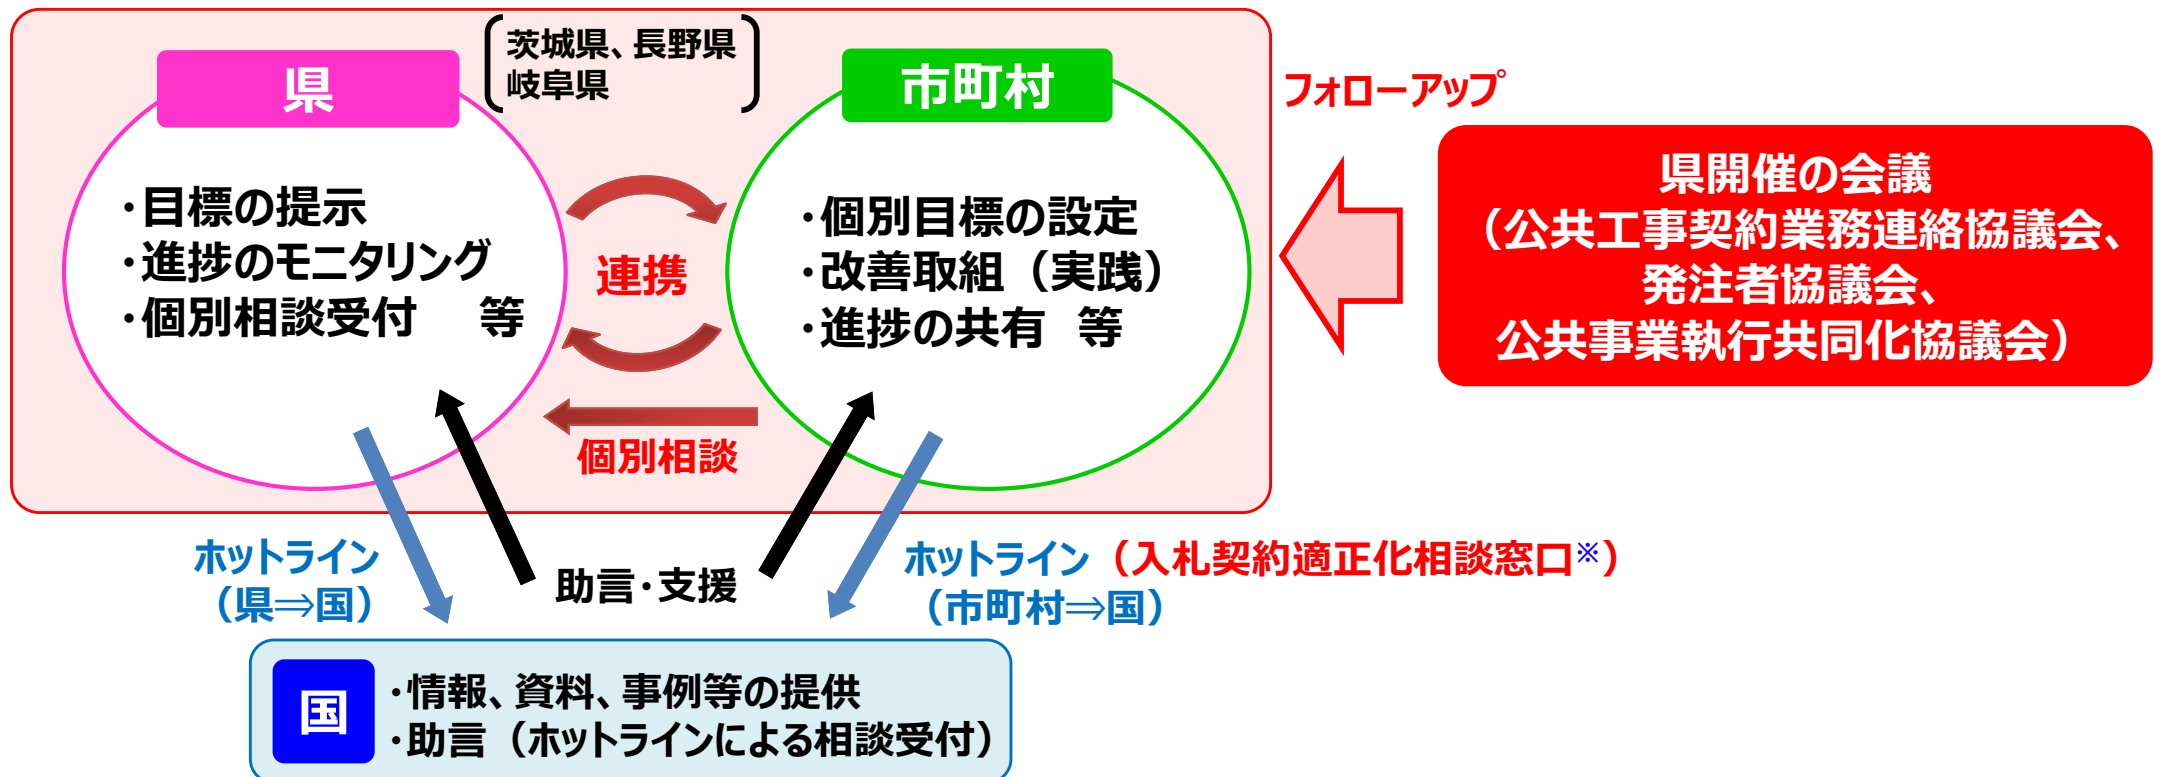 県
茨城県、長野県
岐阜県
市町村
フォローアップ
・目標の提示
・進捗のモニタリング
・個別相談受付　等
連携
・個別目標の設定
・改善取組（実践）
・進捗の共有　等
個別相談
県開催の会議
（公共工事契約業務連絡協議会、
発注者協議会、
公共事業執行共同化協議会）
ホットライン
（県⇒国）
助言・支援
ホットライン（入札契約適正化相談窓口※）
（市町村⇒国）
国
・情報、資料、事例等の提供
・助言（ホットラインによる相談受付）